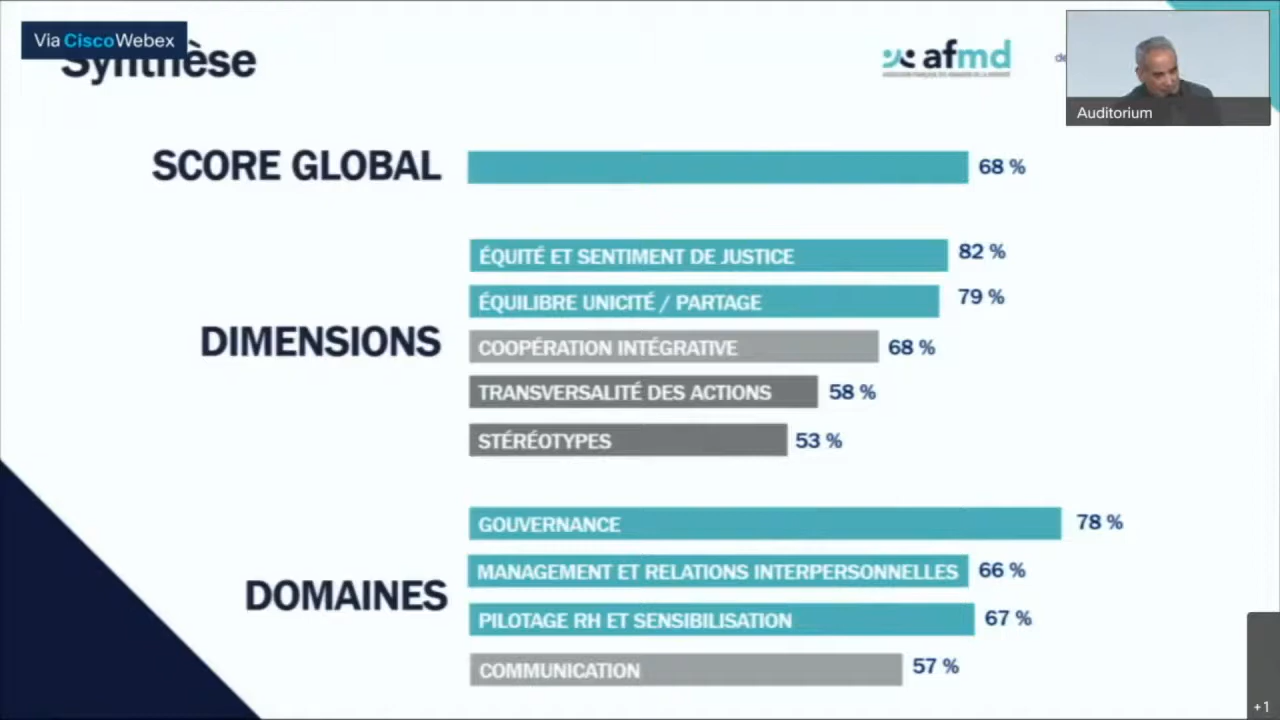 Via Cisco Webex
Synthèse
afmd
Auditorium
SCORE GLOBAL
68 %
DIMENSIONS
ÉQUITÉ ET SENTIMENT DE JUSTICE
82 %
ÉQUILIBRE UNICITÉ / PARTAGE
79 %
COOPÉRATION INTÉGRATIVE
68 %
TRANSVERSALITÉ DES ACTIONS
58 %
STÉRÉOTYPES
53 %
DOMAINES
GOUVERNANCE
78 %
MANAGEMENT ET RELATIONS INTERPERSONNELLES
66 %
PILOTAGE RH ET SENSIBILISATION
67 %
COMMUNICATION
57 %
+1